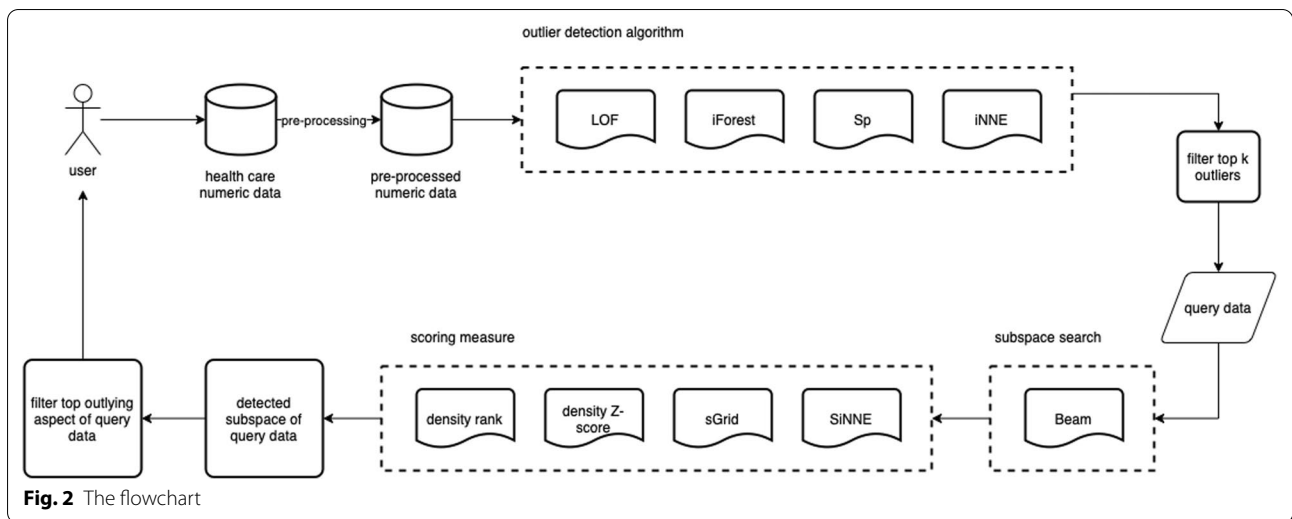 outlier detection algorithm
LOF
iForest
Sp
iNNE
user
health care
numeric data
pre-processing
pre-processed
numeric data
filter top k
outliers
query data
subspace search
Beam
scoring measure
density rank
density Z-
score
sGrid
SiNNE
detected
subspace of
query data
filter top outlying
aspect of query
data
Fig. 2 The flowchart